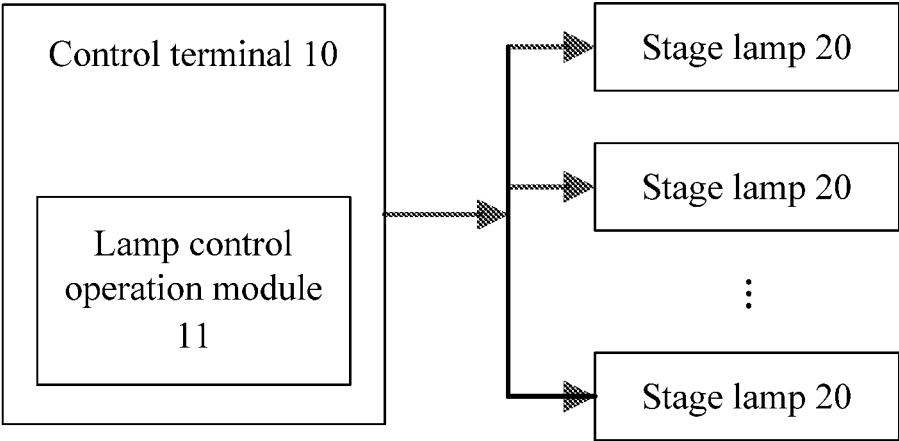 Control terminal 10
Lamp control
operation module
11
Stage lamp 20
Stage lamp 20
⋮
Stage lamp 20